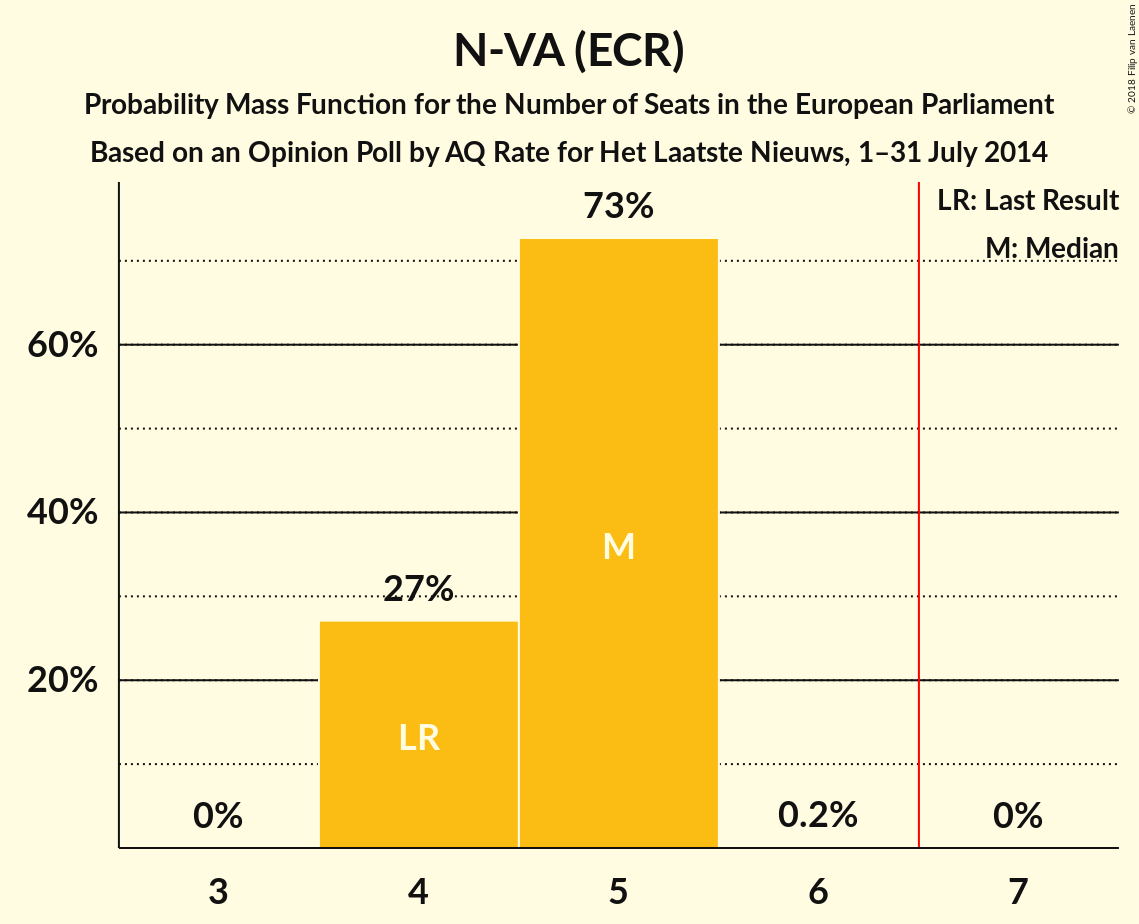 N-VA (ECR)
Probability Mass Function for the Number of Seats in the European Parliament
Based on an Opinion Poll by AQ Rate for Het Laatste Nieuws, 1–31 July 2014
© 2018 Filip van Laenen
LR: Last Result
M: Median
73%
60%
40%
M
27%
20%
LR
0%
0.2%
0%
3 4 5 6 7